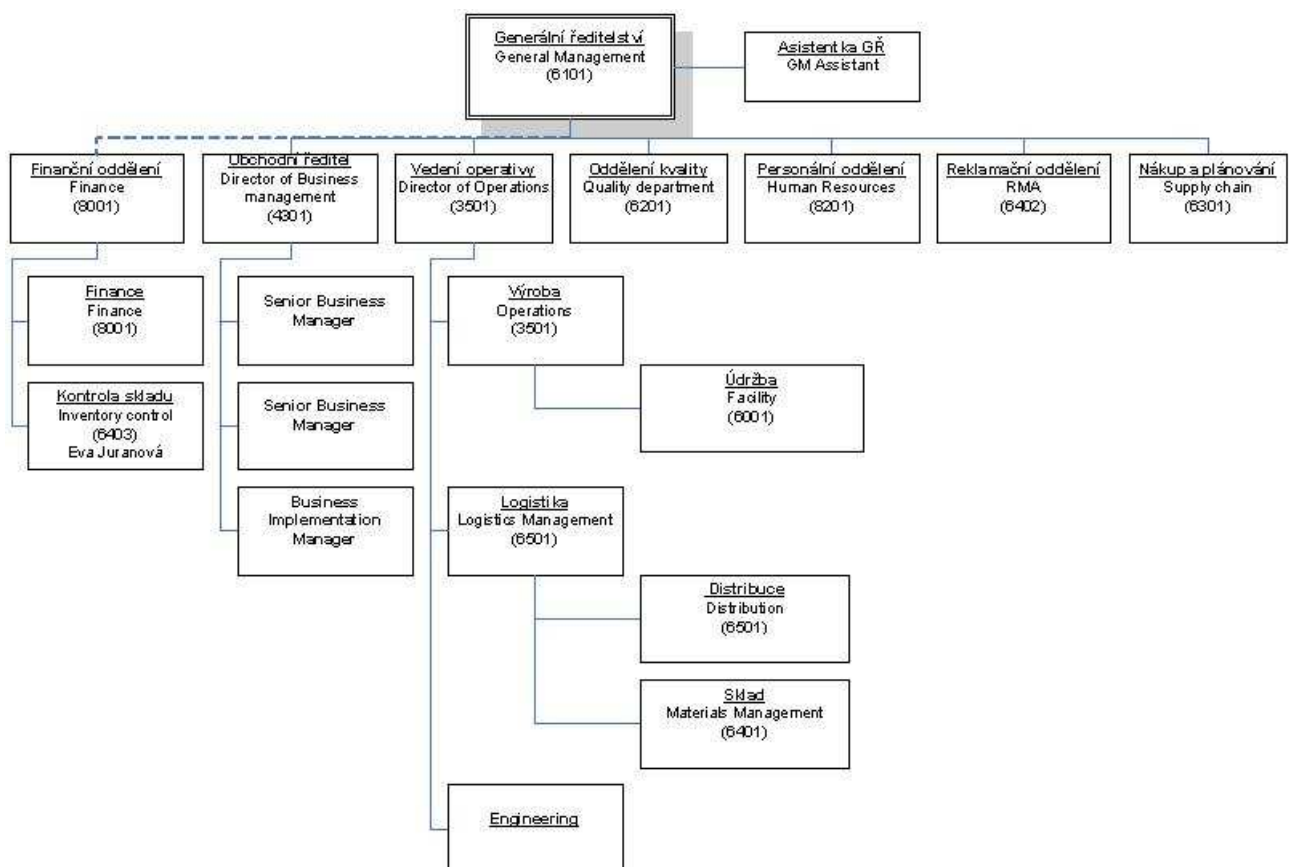 Generální ředitelství
General Management
(6101)
Asistentka GŘ
GM Assistant
Finanční oddělení
Finance
(8001)
Obchodní ředitel
Director of Business
management
(4301)
Vedení operativy
Director of Operations
(3501)
Oddělení kvality
Quality department
(6201)
Personální oddělení
Human Resources
(8201)
Reklamační oddělení
RMA
(6402)
Nákup a plánování
Supply chain
(6301)
Finance
Finance
(8001)
Senior Business
Manager
Výroba
Operations
(3501)
Údržba
Facility
(6001)
Kontrola skladu
Inventory control
(6403)
Eva Juranová
Senior Business
Manager
Business
Implementation
Manager
Logistika
Logistics Management
(6501)
Distribuce
Distribution
(6501)
Sklad
Materials Management
(6401)
Engineering